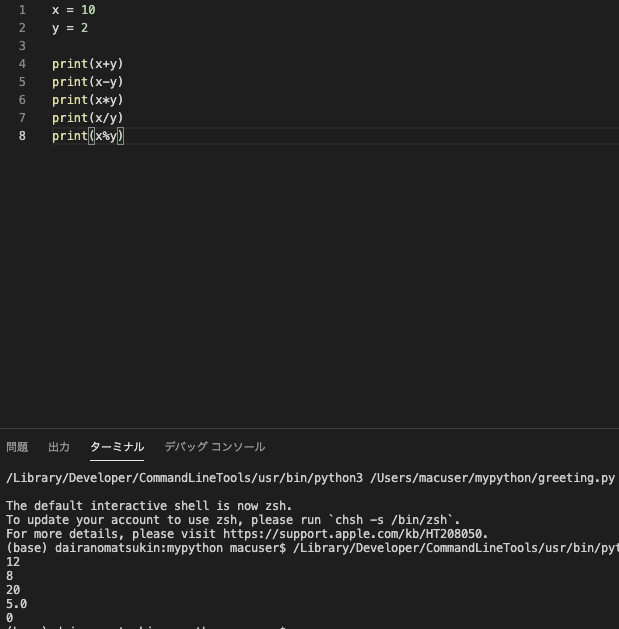 1 x = 10
2 y = 2
3
4 print(x+y)
5 print(x-y)
6 print(x*y)
7 print(x/y)
8 print(x%y)
問題 出力 ターミナル デバッグ コンソール
/Library/Developer/CommandLineTools/usr/bin/python3 /Users/macuser/mypython/greeting.py
The default interactive shell is now zsh.
To update your account to use zsh, please run `chsh -s /bin/zsh`.
For more details, please visit https://support.apple.com/kb/HT208050.
(base) dairanomatsukin:mypython macuser$ /Library/Developer/CommandLineTools/usr/bin/pyt
12
8
20
5.0
0